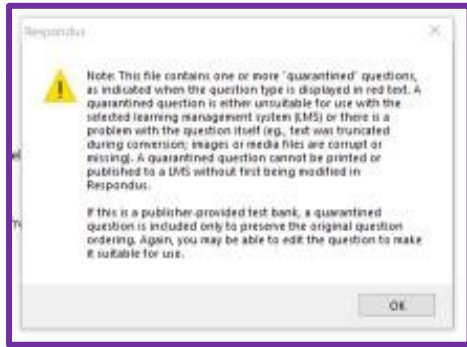 Respondus
Note: This file contains one or more 'quarantined' questions,
as indicated when the question type is displayed in red text. A
quarantined question is either unsuitable for use with the
selected learning management system (LMS) or there is a
problem with the question itself (eg., text was truncated
during conversion; images or media files are corrupt or
missing). A quarantined question cannot be printed or
published to a LMS without first being modified in
Respondus.
If this is a publisher-provided test bank, a quarantined
question is included only to preserve the original question
ordering. Again, you may be able to edit the question to make
it suitable for use.
OK